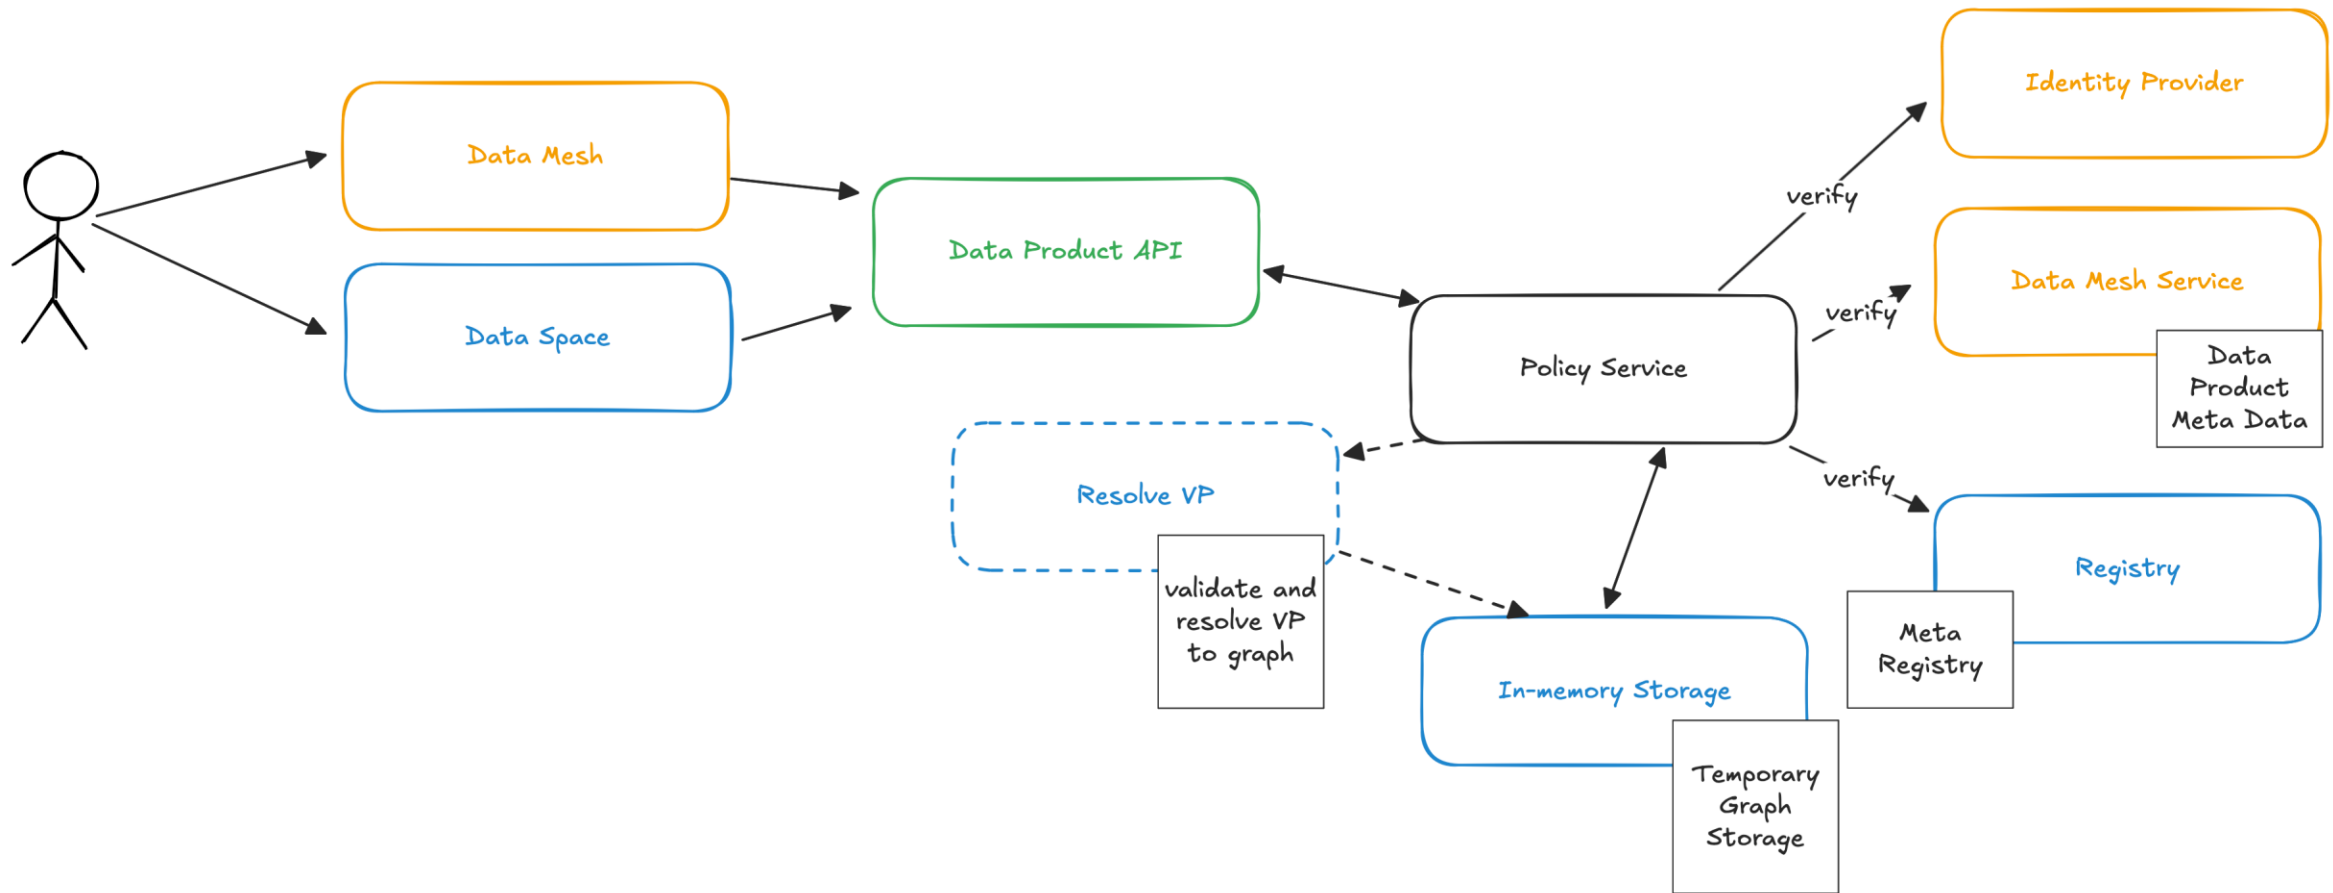 Identity Provider
Data Mesh
verify
Data Product API
Data Mesh Service
verify
Data Space
Data
Product
Meta Data
Policy Service
verify
Resolve VP
Registry
validate and
resolve VP
to graph
Meta
Registry
In-memory Storage
Temporary
Graph
Storage